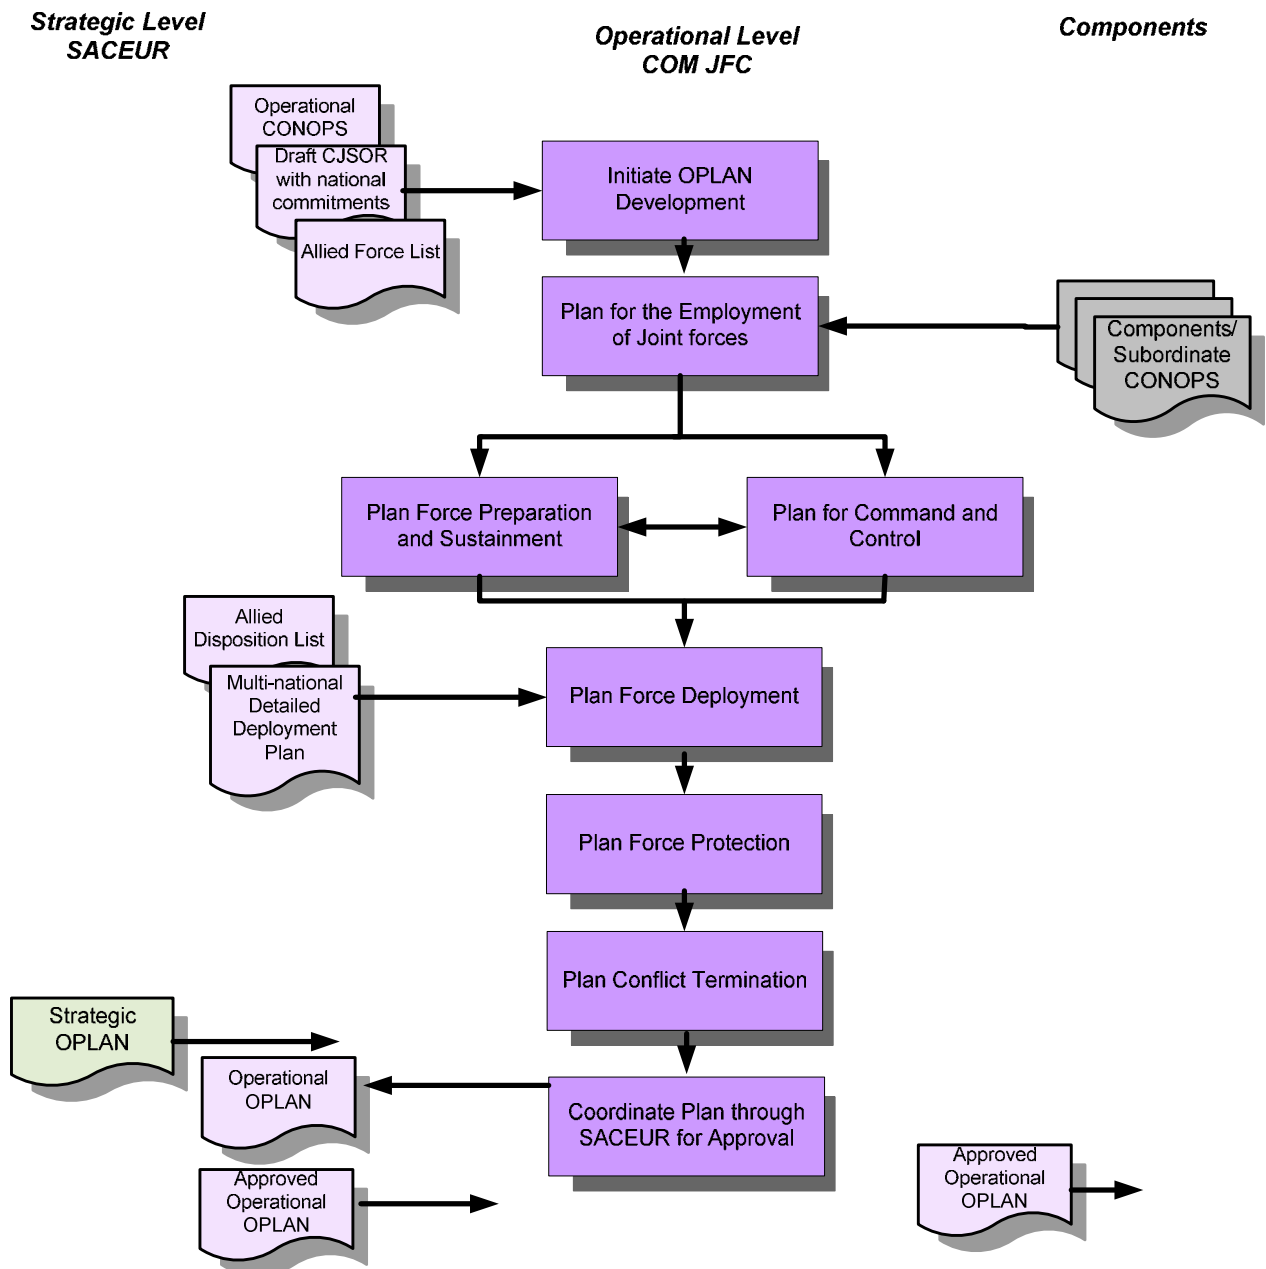 Strategic Level
SACEUR
Operational Level
COM JFC
Components
Operational
CONOPS
Draft CJSOR
with national
commitments
Allied Force List
Initiate OPLAN
Development
Plan for the Employment
of Joint forces
Components/
Subordinate
CONOPS
Plan Force Preparation
and Sustainment
Plan for Command and
Control
Allied
Disposition List
Multi-national
Detailed
Deployment
Plan
Plan Force Deployment
Plan Force Protection
Plan Conflict Termination
Strategic
OPLAN
Operational
OPLAN
Coordinate Plan through
SACEUR for Approval
Approved
Operational
OPLAN
Approved
Operational
OPLAN